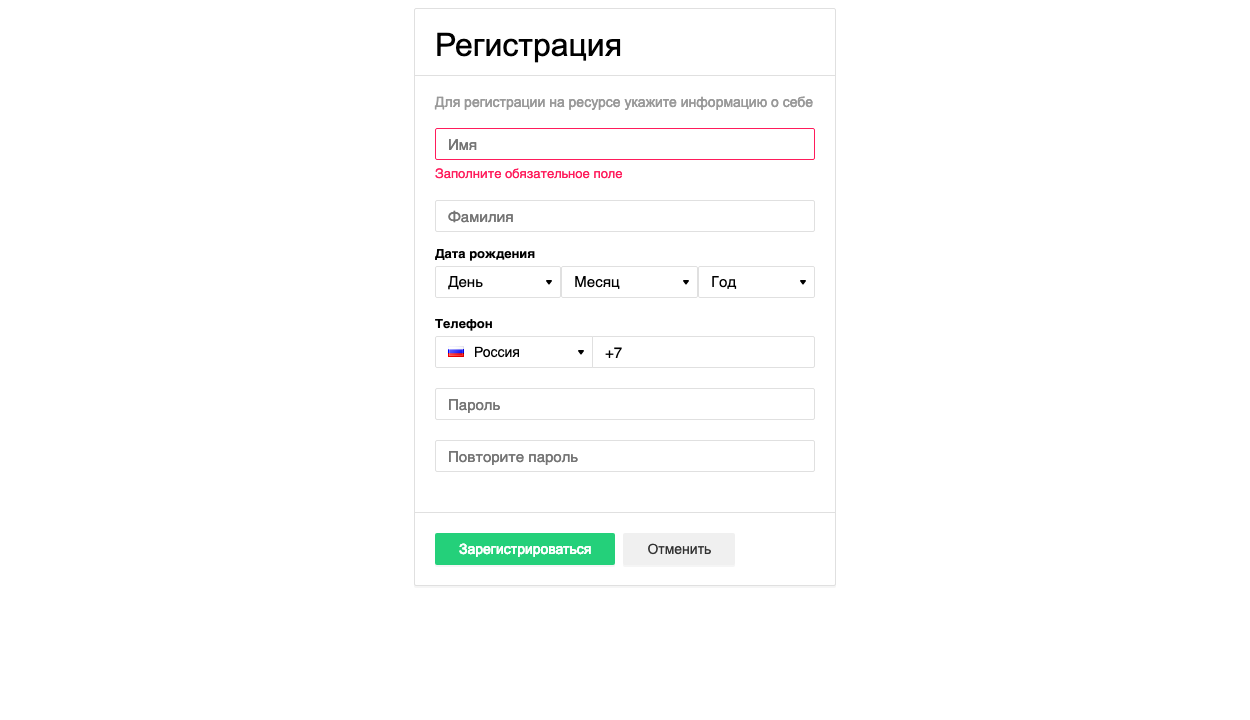 Регистрация
Для регистрации на ресурсе укажите информацию о себе
Имя
Заполните обязательное поле
Фамилия
Дата рождения
День Месяц Год
Телефон
Россия +7
Пароль
Повторите пароль
Зарегистрироваться Отменить